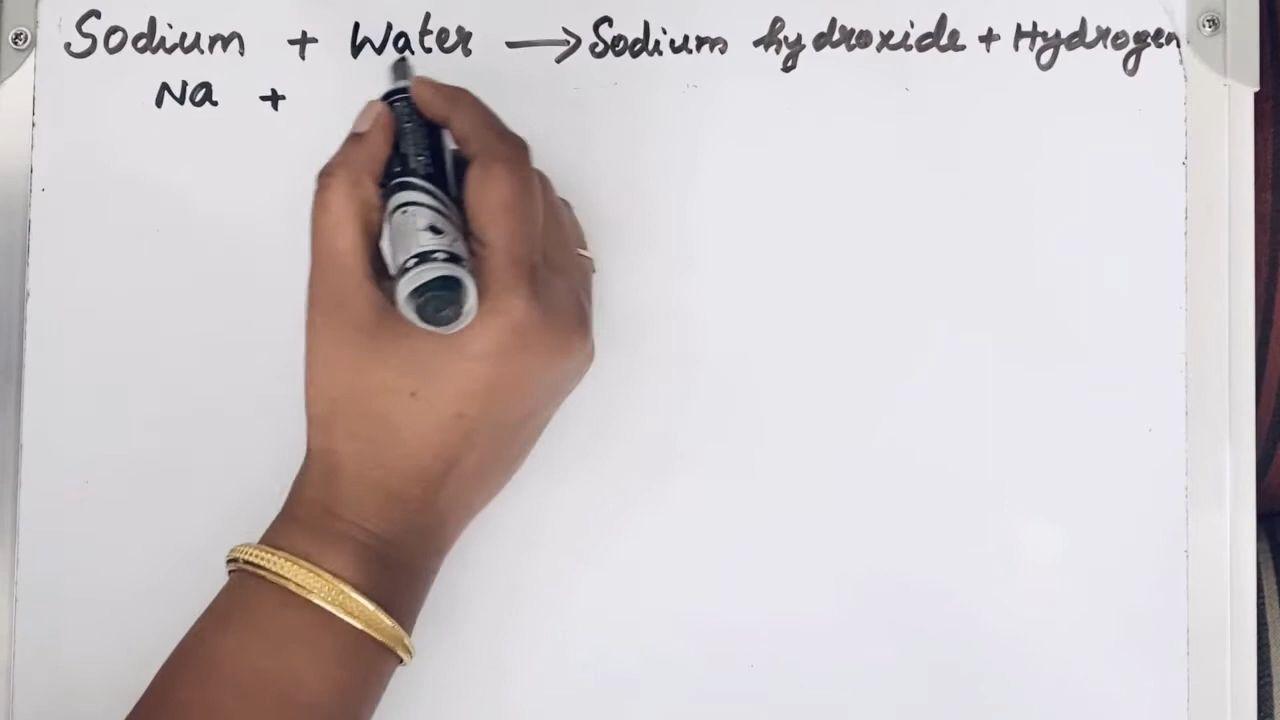 Sodium + Water → Sodium hydroxide + Hydrogen
Na +